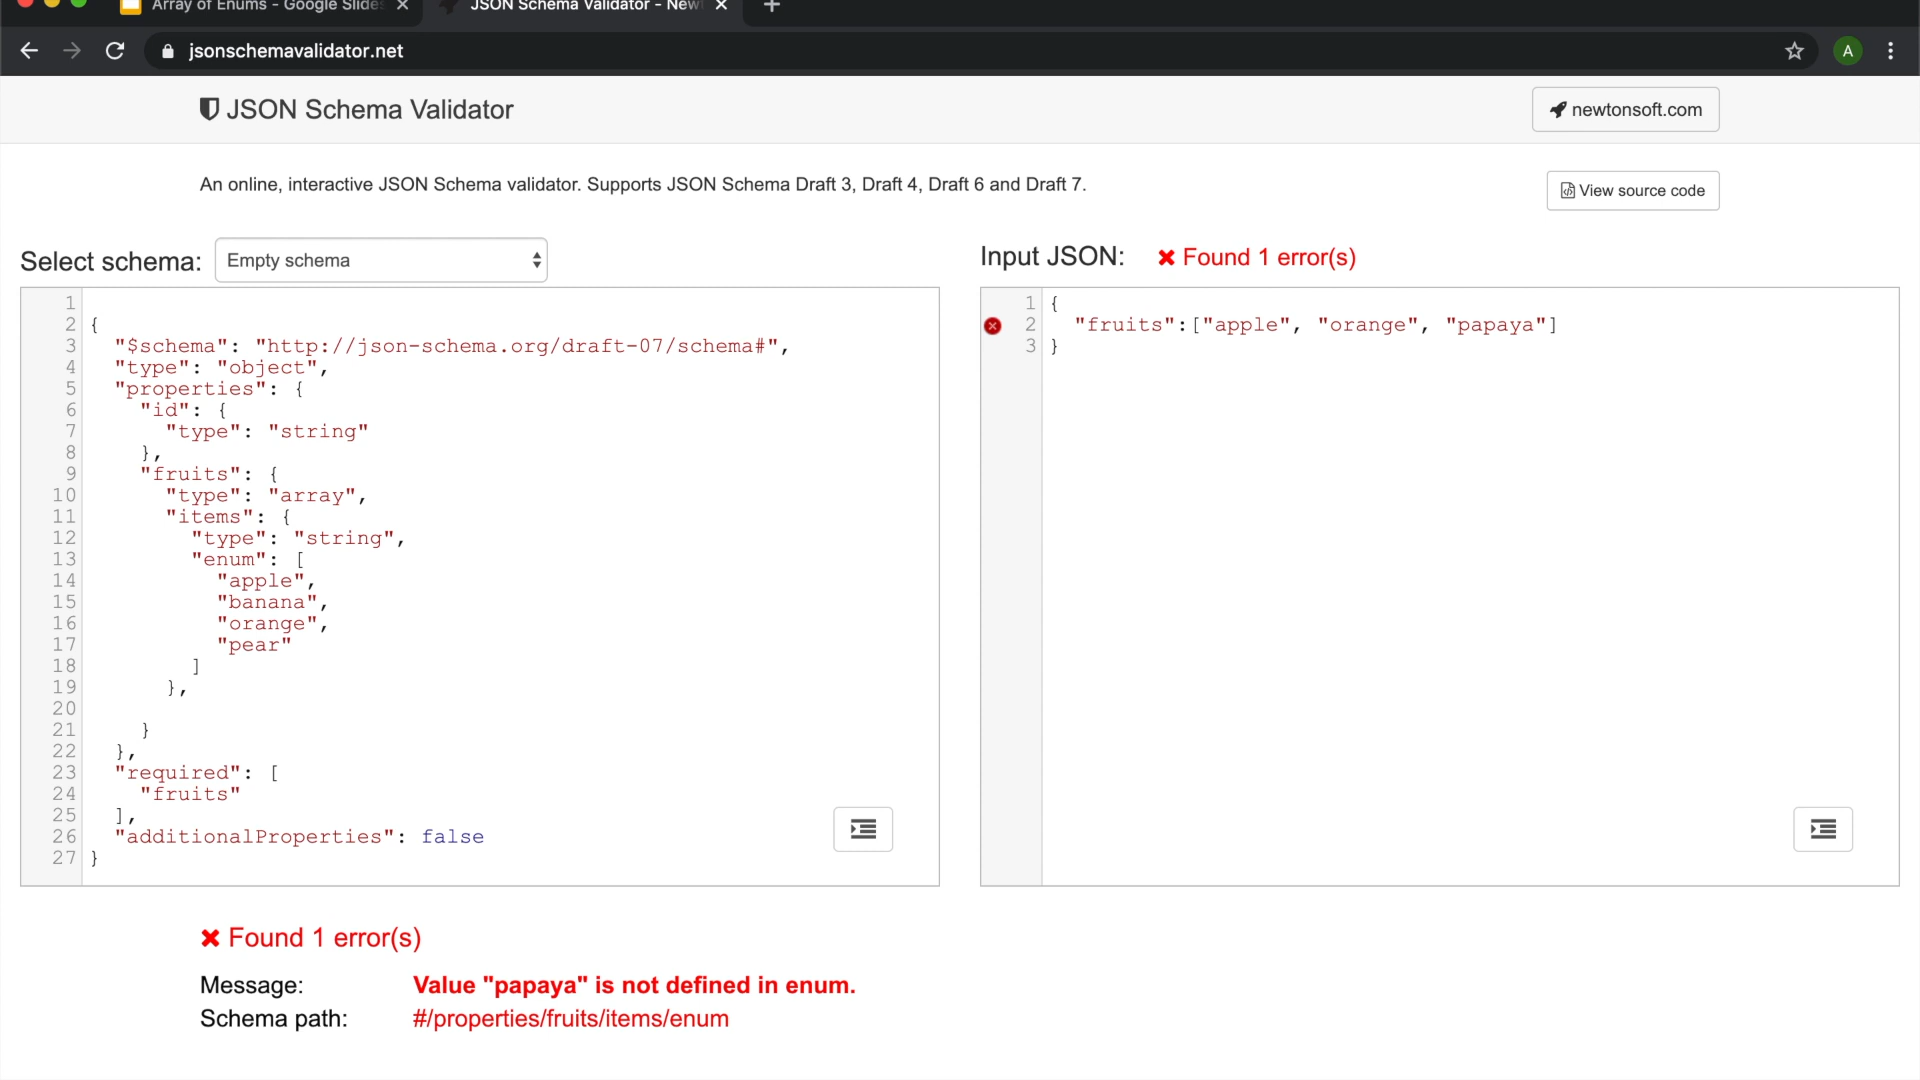 Array of Enums - Google Slides
JSON Schema Validator - Newt
jsonschemavalidator.net
A
JSON Schema Validator
newtonsoft.com
An online, interactive JSON Schema validator. Supports JSON Schema Draft 3, Draft 4, Draft 6 and Draft 7.
View source code
Select schema: Empty schema
Input JSON: Found 1 error(s)
1
2 {
3 "$schema": "http://json-schema.org/draft-07/schema#",
4 "type": "object",
5 "properties": {
6 "id": {
7 "type": "string"
8 },
9 "fruits": {
10 "type": "array",
11 "items": {
12 "type": "string",
13 "enum": [
14 "apple",
15 "banana",
16 "orange",
17 "pear"
18 ]
19 },
20
21 }
22 },
23 "required": [
24 "fruits"
25 ],
26 "additionalProperties": false
27 }
1 {
2 "fruits":["apple", "orange", "papaya"]
3 }
Found 1 error(s)
Message: Value "papaya" is not defined in enum.
Schema path: #/properties/fruits/items/enum